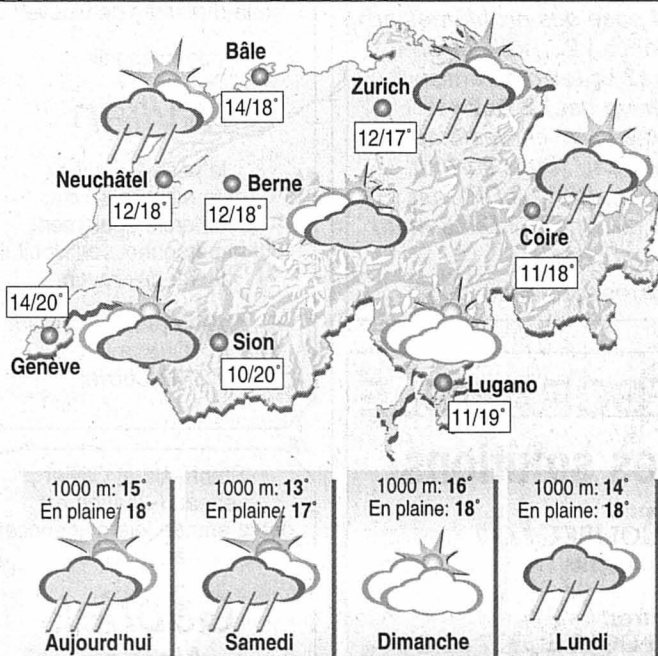 Bâle
14/18°
Zurich
12/17°
Neuchâtel
12/18°
Berne
12/18°
Coire
11/18°
14/20°
Genève
Sion
10/20°
Lugano
11/19°
1000 m: 15°
En plaine: 18°
Aujourd'hui
1000 m: 13°
En plaine: 17°
Samedi
1000 m: 16°
En plaine: 18°
Dimanche
1000 m: 14°
En plaine: 18°
Lundi